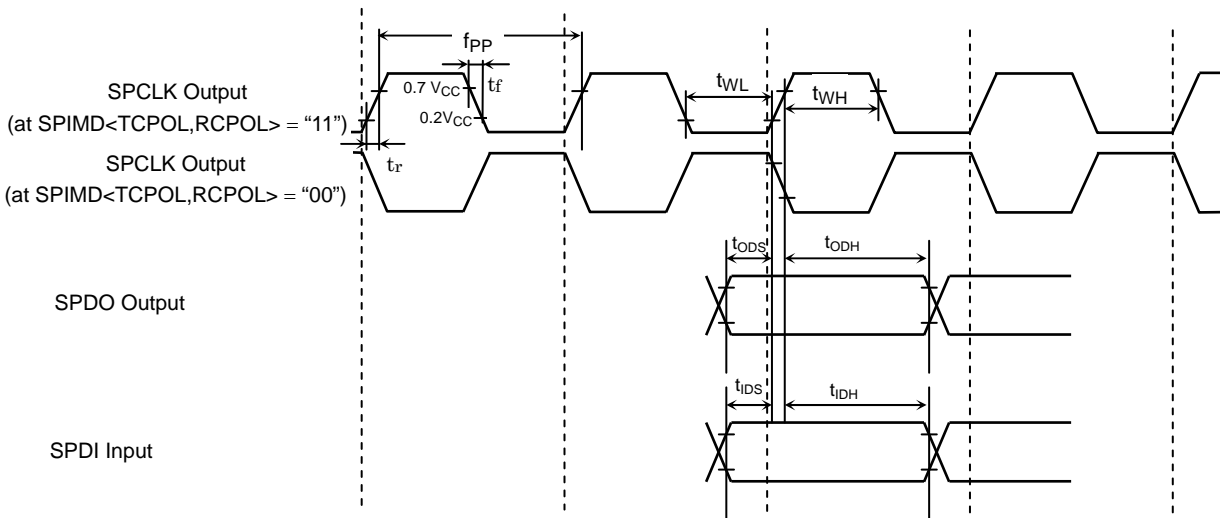 fPP
0.7 VCC
tf
0.2VCC
tr
tWL
tWH
SPCLK Output
(at SPIMD<TCPOL,RCPOL> = “11”)
SPCLK Output
(at SPIMD<TCPOL,RCPOL> = “00”)
tODS
tODH
SPDO Output
tIDS
tIDH
SPDI Input